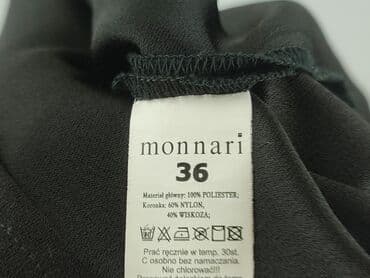 monnari
36
Materiał główny: 100% POLIESTER;
Koronka: 60% NYLON,
40% WISKOZA;
Prać ręcznie w temp. 30st.
C osobno bez namaczania.
Nie chlorować!!!